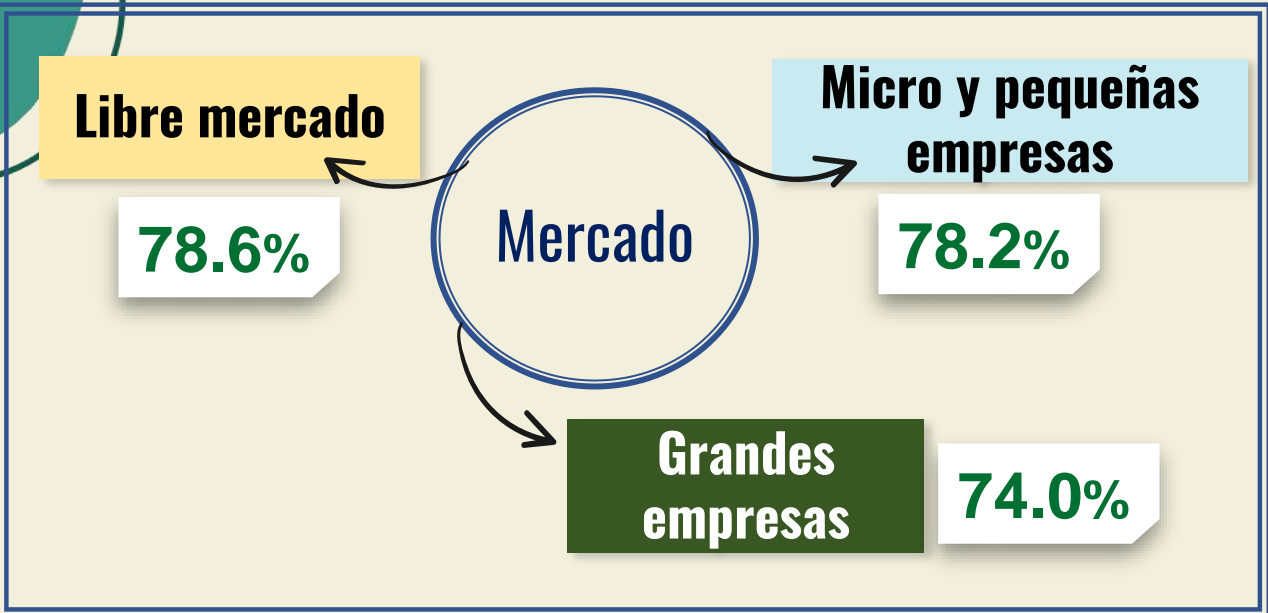 Libre mercado
78.6%
Mercado
Micro y pequeñas
empresas
78.2%
Grandes
empresas
74.0%